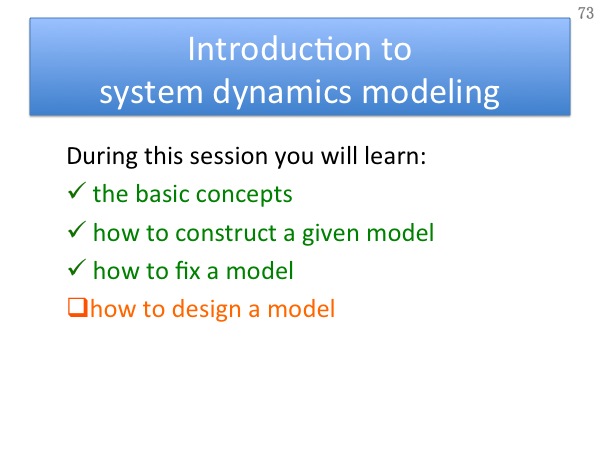 73
Introduction to
system dynamics modeling
During this session you will learn:
✓ the basic concepts
✓ how to construct a given model
✓ how to fix a model
❑how to design a model